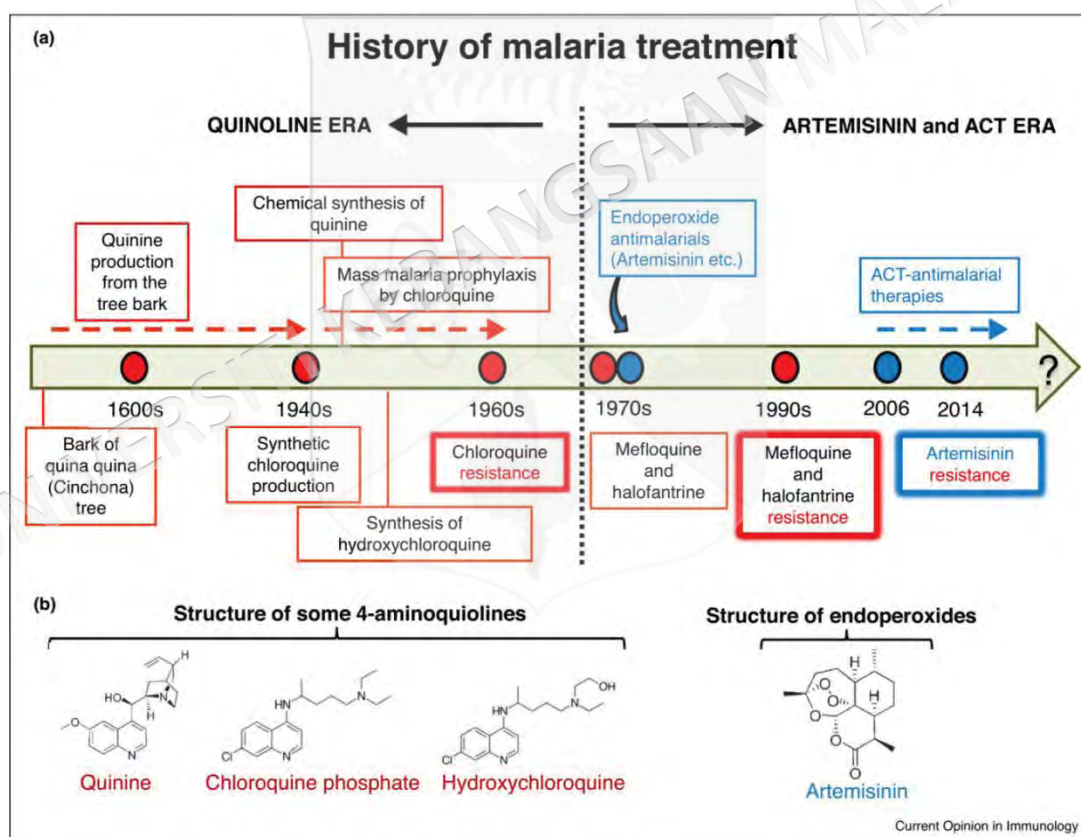 (a)
History of malaria treatment
QUINOLINE ERA
ARTEMISININ and ACT ERA
Chemical synthesis of
quinine
Quinine
production
from the
tree bark
Mass malaria prophylaxis
by chloroquine
Endoperoxide
antimalarials
(Artemisinin etc.)
ACT-antimalarial
therapies
?
1600s
1940s
1960s
1970s
1990s
2006
2014
Bark of
quina quina
(Cinchona)
tree
Synthetic
chloroquine
production
Synthesis of
hydroxychloroquine
Chloroquine
resistance
Mefloquine
and
halofantrine
Mefloquine
and
halofantrine
resistance
Artemisinin
resistance
(b)
Structure of some 4-aminoquiolines
Structure of endoperoxides
H
HO
N
H
O
N
Quinine
HN
N
Cl
N
Chloroquine phosphate
OH
HN
N
Cl
N
Hydroxychloroquine
H
O
O
H
O
O
O
Artemisinin
Current Opinion in Immunology
UNIVERSITI KEBANGSAAN MALA